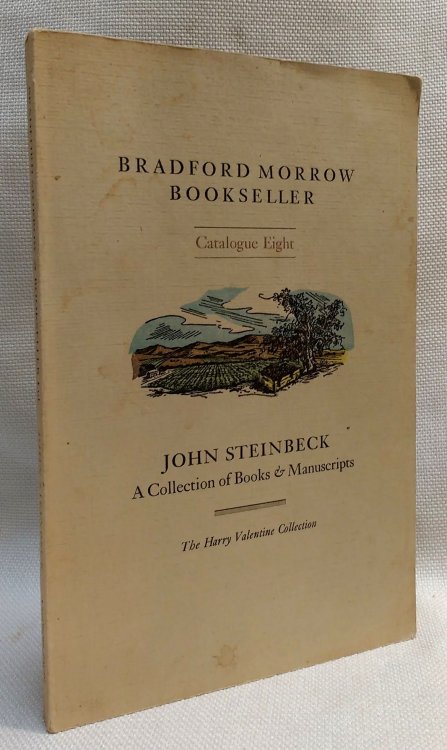 BRADFORD MORROW
BOOKSELLER
Catalogue Eight
JOHN STEINBECK
A Collection of Books & Manuscripts
The Harry Valentine Collection